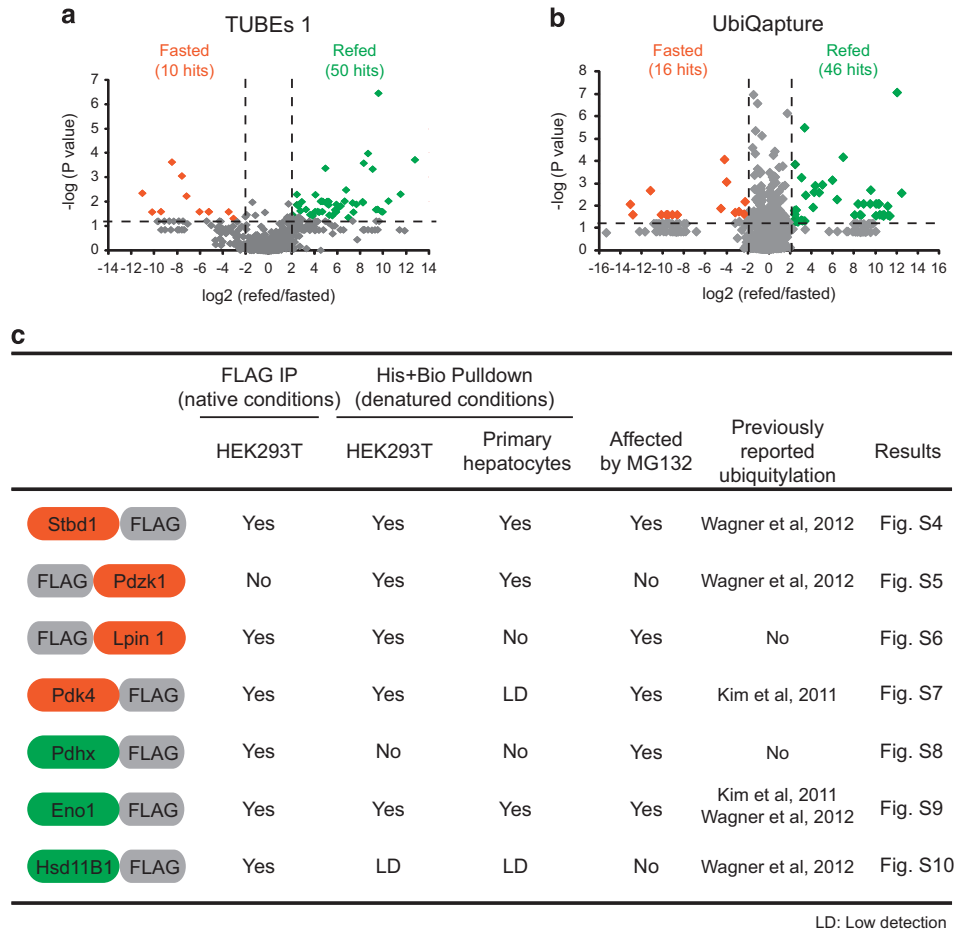 a
TUBEs 1
Fasted
(10 hits)
Refed
(50 hits)
-log (P value)
7
6
5
4
3
2
1
0
-14 -12 -10 -8 -6 -4 -2 0 2 4 6 8 10 12 14
log2 (refed/fasted)
b
UbiQapture
Fasted
(16 hits)
Refed
(46 hits)
-log (P value)
8
7
6
5
4
3
2
1
0
-16 -14 -12 -10 -8 -6 -4 -2 0 2 4 6 8 10 12 14 16
log2 (refed/fasted)
c
FLAG IP
(native conditions)
His+Bio Pulldown
(denatured conditions)
HEK293T
HEK293T
Primary
hepatocytes
Affected
by MG132
Previously
reported
ubiquitylation
Results
Stbd1 FLAG Yes Yes Yes Yes Wagner et al, 2012 Fig. S4
FLAG Pdzk1 No Yes Yes No Wagner et al, 2012 Fig. S5
FLAG Lpin 1 Yes Yes No Yes No Fig. S6
Pdk4 FLAG Yes Yes LD Yes Kim et al, 2011 Fig. S7
Pdhx FLAG Yes No No Yes No Fig. S8
Eno1 FLAG Yes Yes Yes Yes Kim et al, 2011
Wagner et al, 2012 Fig. S9
Hsd11B1 FLAG Yes LD LD No Wagner et al, 2012 Fig. S10
LD: Low detection